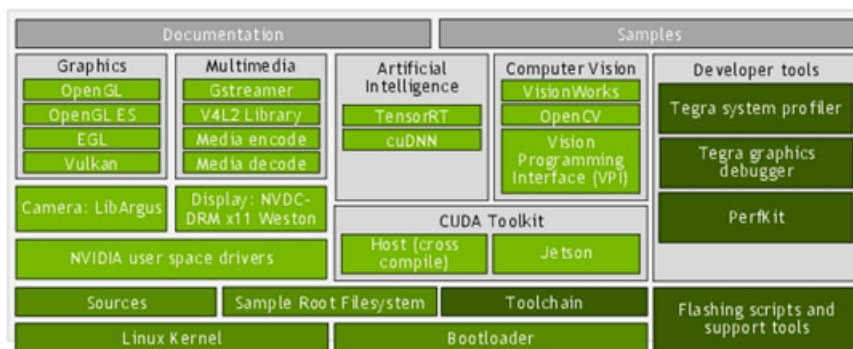 Documentation
Samples
Graphics
OpenGL
OpenGL ES
EGL
Vulkan
Multimedia
Gstreamer
V4L2 Library
Media encode
Media decode
Artificial
Intelligence
TensorRT
cuDNN
Computer Vision
VisionWorks
OpenCV
Vision
Programming
Interface (VPI)
Developer tools
Tegra system profiler
Tegra graphics
debugger
PerfKit
Camera: LibArgus
Display: NVDC-
DRM x11 Weston
CUDA Toolkit
Host (cross
compile)
Jetson
NVIDIA user space drivers
Sources
Sample Root Filesystem
Toolchain
Flashing scripts and
support tools
Linux Kernel
Bootloader